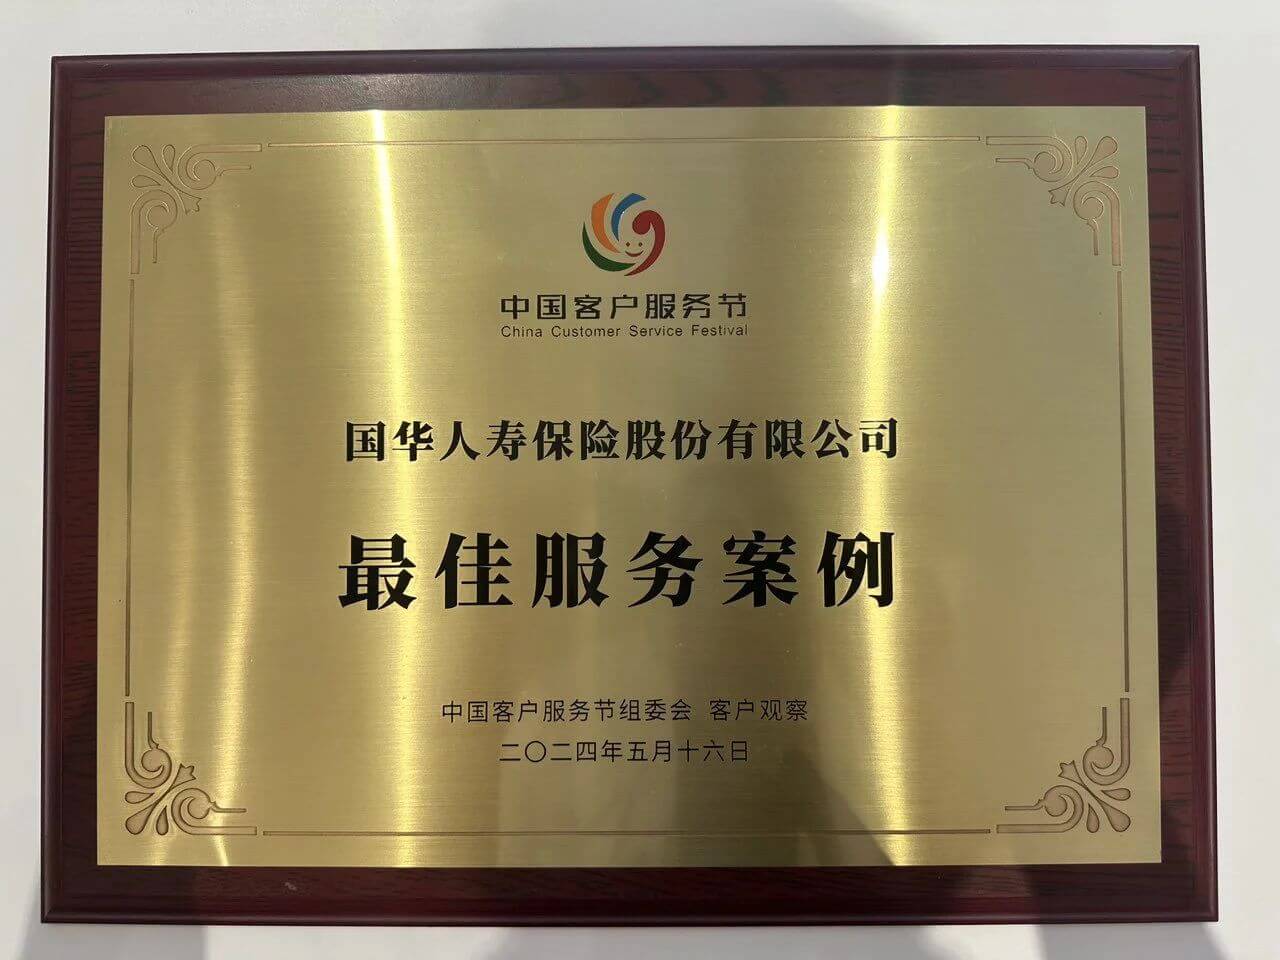 中国客户服务节
China Customer Service Festival
国华人寿保险股份有限公司
最佳服务案例
中国客户服务节组委会 客户观察
二〇二四年五月十六日